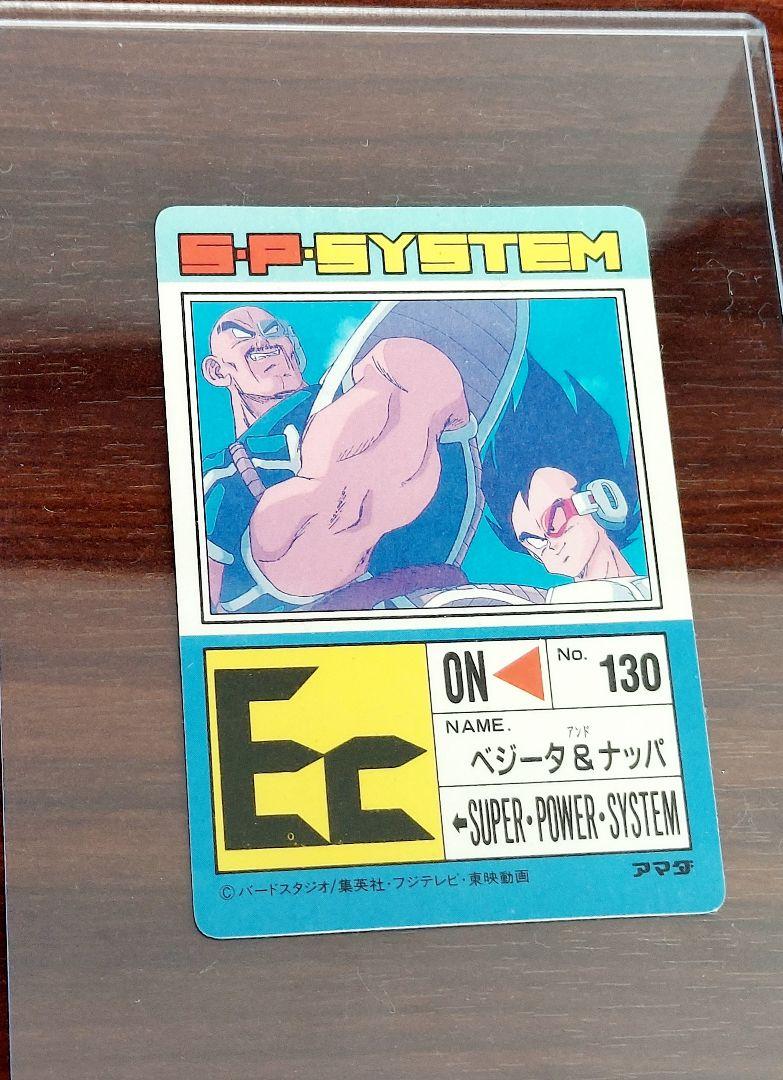 S・P・SYSTEM
Ec
ON
No. 130
NAME.
アンド
ベジータ&ナッパ
←SUPER・POWER・SYSTEM
アマダ
©バードスタジオ/集英社・フジテレビ・東映動画